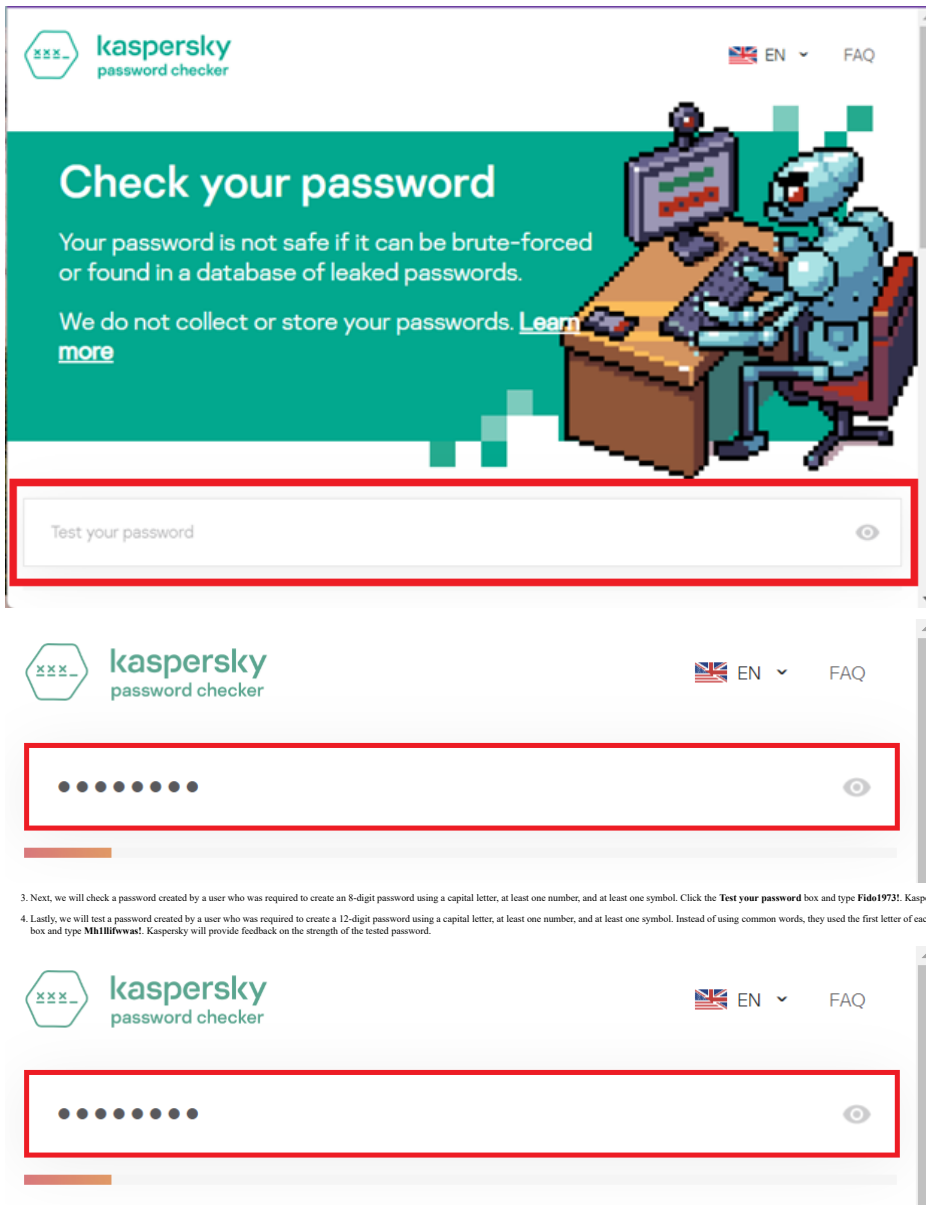 kaspersky
password checker
EN
FAQ
Check your password
Your password is not safe if it can be brute-forced
or found in a database of leaked passwords.
We do not collect or store your passwords. Learn
more
Test your password
xxx_ kaspersky
password checker
EN
FAQ
3. Next, we will check a password created by a user who was required to create an 8-digit password using a capital letter, at least one number, and at least one symbol. Click the Test your password box and type Fido1973!. Kasp
4. Lastly, we will test a password created by a user who was required to create a 12-digit password using a capital letter, at least one number, and at least one symbol. Instead of using common words, they used the first letter of eac
box and type Mh1llifwwas!. Kaspersky will provide feedback on the strength of the tested password.
xxx_ kaspersky
password checker
EN
FAQ